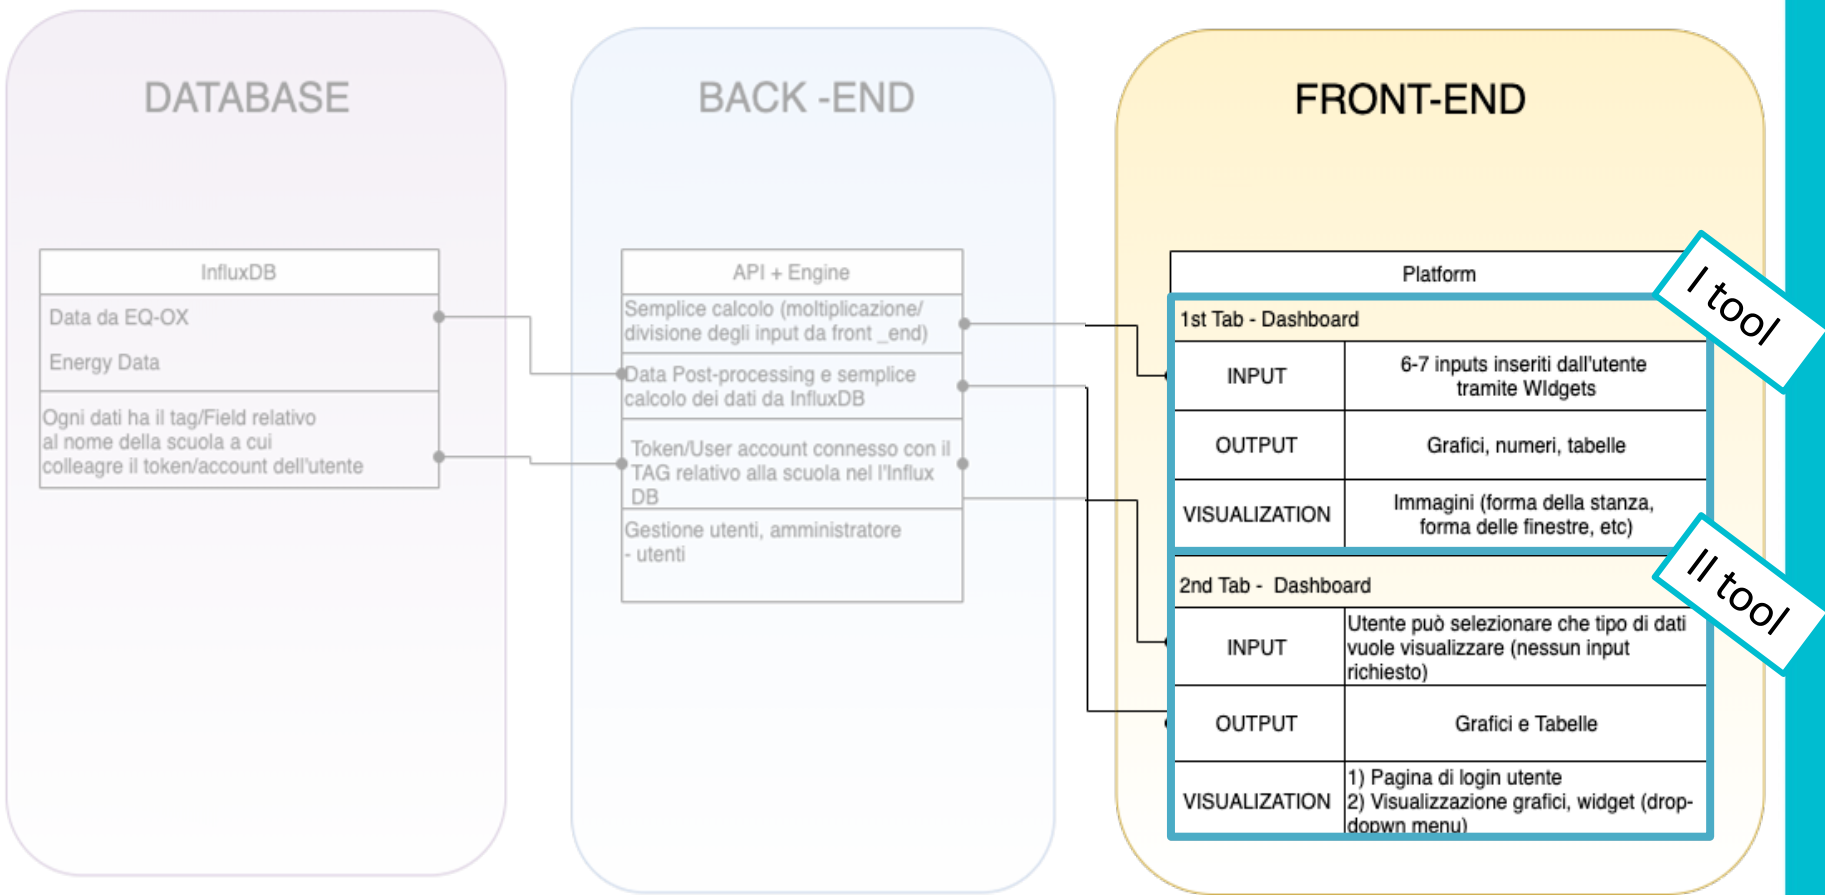 DATABASE
InfluxDB
Data da EQ-OX
Energy Data
Ogni dati ha il tag/Field relativo
al nome della scuola a cui
colleagre il token/account dell'utente
BACK -END
API + Engine
Semplice calcolo (moltiplicazione/
divisione degli input da front _end)
Data Post-processing e semplice
calcolo dei dati da InfluxDB
Token/User account connesso con il
TAG relativo alla scuola nel l'Influx
DB
Gestione utenti, amministratore
- utenti
FRONT-END
Platform
I tool
1st Tab - Dashboard
INPUT
6-7 inputs inseriti dall'utente
tramite WIdgets
OUTPUT
Grafici, numeri, tabelle
VISUALIZATION
Immagini (forma della stanza,
forma delle finestre, etc)
II tool
2nd Tab - Dashboard
INPUT
Utente può selezionare che tipo di dati
vuole visualizzare (nessun input
richiesto)
OUTPUT
Grafici e Tabelle
VISUALIZATION
1) Pagina di login utente
2) Visualizzazione grafici, widget (drop-
dopwn menu)